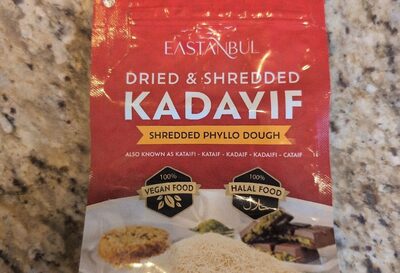 EASTANBUL
DRIED & SHREDDED
KADAYIF
SHREDDED PHYLLO DOUGH
ALSO KNOWN AS KATAIFI - KATAIF - KADAIF - KADAIFI - CATAIF
100%
VEGAN FOOD
100%
HALAL FOOD
حلال